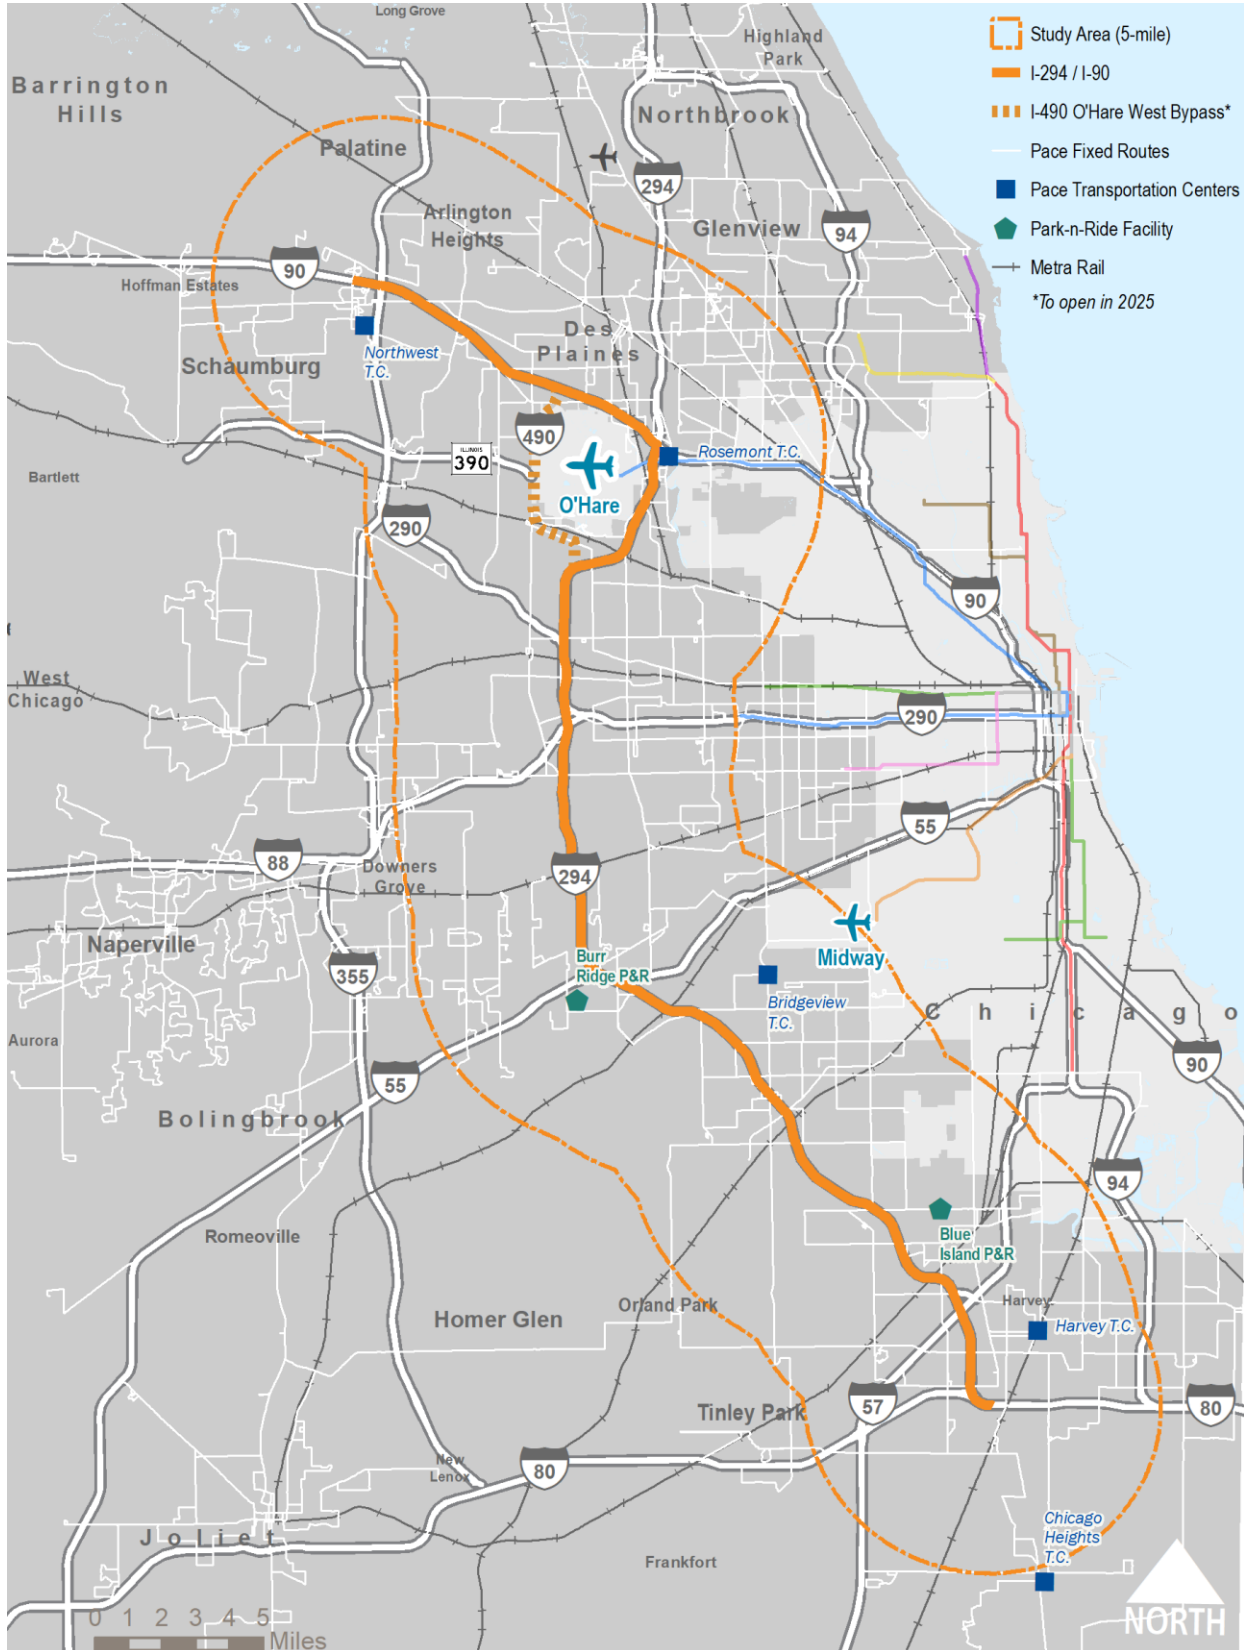 Long Grove
Highland
Park
Study Area (5-mile)
I-294 / I-90
I-490 O'Hare West Bypass*
Pace Fixed Routes
Pace Transportation Centers
Park-n-Ride Facility
Metra Rail
*To open in 2025
Barrington
Hills
Northbrook
Palatine
294
Arlington
Heights
Glenview
94
90
Hoffman Estates
Des
Plaines
Northwest
T.C.
Schaumburg
490
ILLINOIS
390
Rosemont T.C.
Bartlett
O'Hare
290
90
West
Chicago
290
55
88
Downers
Grove
294
Naperville
Burr
Ridge P&R
Midway
355
Bridgeview
T.C.
Chicago
Aurora
90
55
Bolingbrook
94
Romeoville
Blue
Island P&R
Orland Park
Harvey
Homer Glen
Harvey T.C.
57
Tinley Park
80
New
Lenox
80
Joliet
Chicago
Heights
T.C.
Frankfort
NORTH
0 1 2 3 4 5
Miles